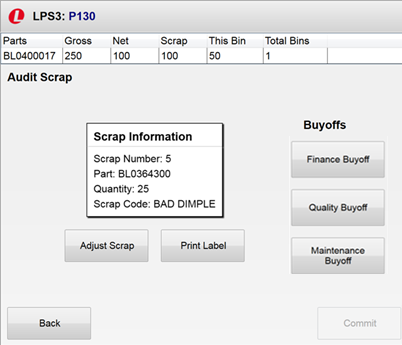 LPS3: P130
Parts Gross Net Scrap This Bin Total Bins
BL0400017 250 100 100 50 1
Audit Scrap
Scrap Information
Scrap Number: 5
Part: BL0364300
Quantity: 25
Scrap Code: BAD DIMPLE
Adjust Scrap
Print Label
Buyoffs
Finance Buyoff
Quality Buyoff
Maintenance
Buyoff
Back
Commit